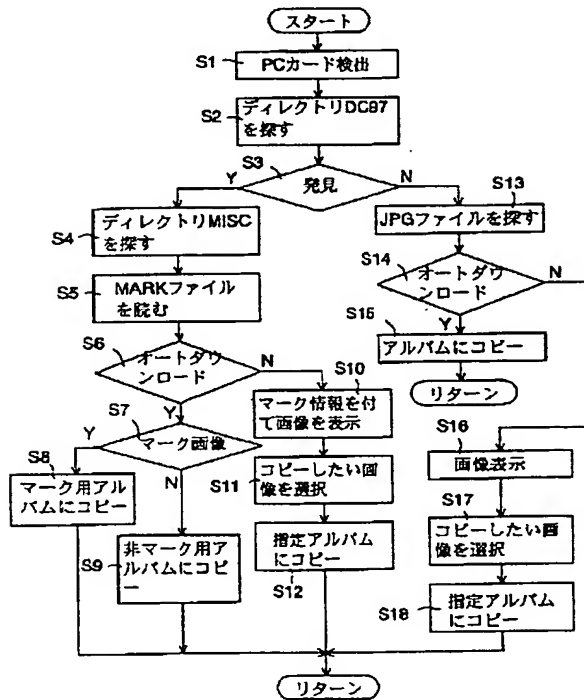 スタート
S1
PCカード検出
S2
ディレクトリDC97
を探す
S3
発見
Y
N
S4
ディレクトリMISC
を探す
S13
JPGファイルを探す
S5
MARKファイル
を読む
S14
オートダウ
ンロード
N
Y
S15
アルバムにコピー
リターン
S6
オートダウ
ンロード
N
Y
S7
マーク画像
Y
N
S8
マーク用アル
バムにコピー
S9
非マーク用ア
ルバムにコピ
ー
S10
マーク情報を付
て画像を表示
S11
コピーしたい画
像を選択
指定アルバム
にコピー
S12
S16
画像表示
S17
コピーしたい画
像を選択
S18
指定アルバム
にコピー
リターン